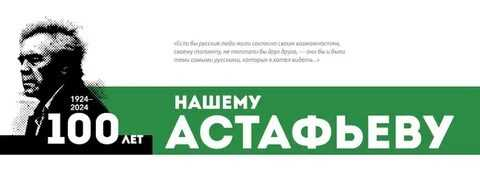 «Если бы русские люди жили согласно своим возможностям,
своему таланту, не топтали бы друг друга, — они бы и были
теми самыми русскими, которых я хотел видеть...»
1924–
2024
100 ЛЕТ
НАШЕМУ
АСТАФЬЕВУ